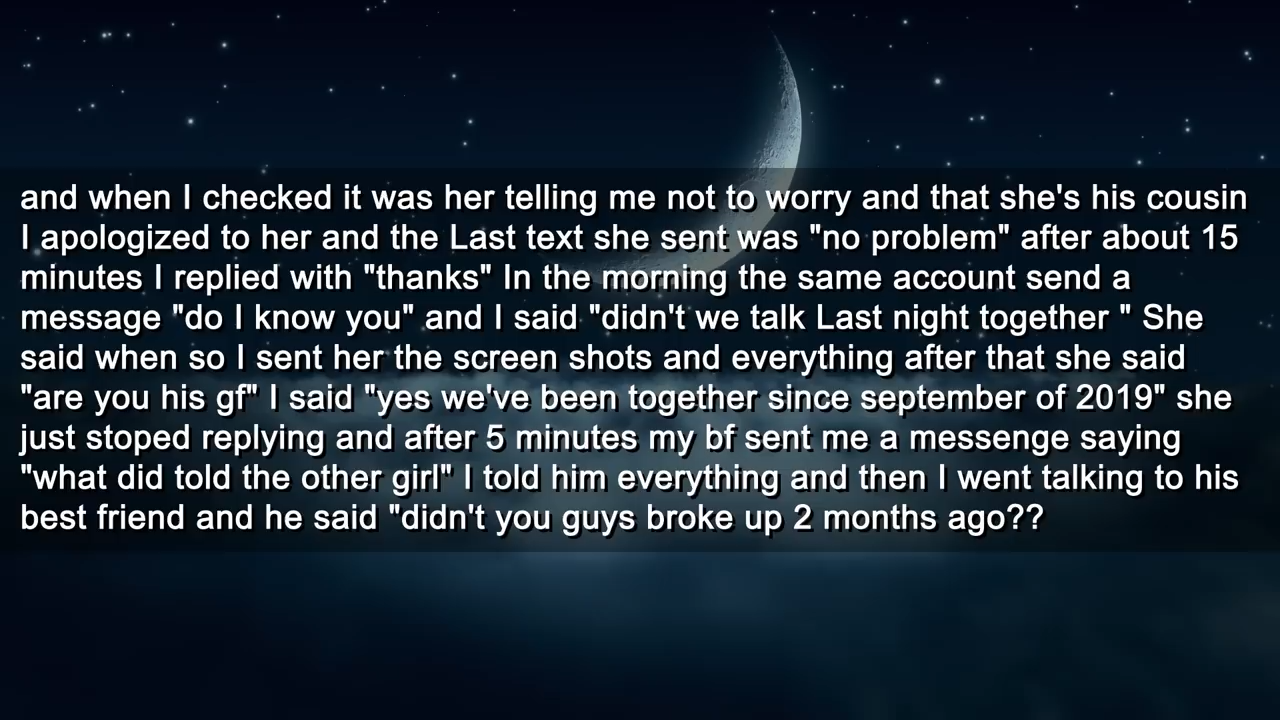 and when I checked it was her telling me not to worry and that she's his cousin
I apologized to her and the Last text she sent was "no problem" after about 15
minutes I replied with "thanks" In the morning the same account send a
message "do I know you" and I said "didn't we talk Last night together " She
said when so I sent her the screen shots and everything after that she said
"are you his gf" I said "yes we've been together since september of 2019" she
just stoped replying and after 5 minutes my bf sent me a messenge saying
"what did told the other girl" I told him everything and then I went talking to his
best friend and he said "didn't you guys broke up 2 months ago??